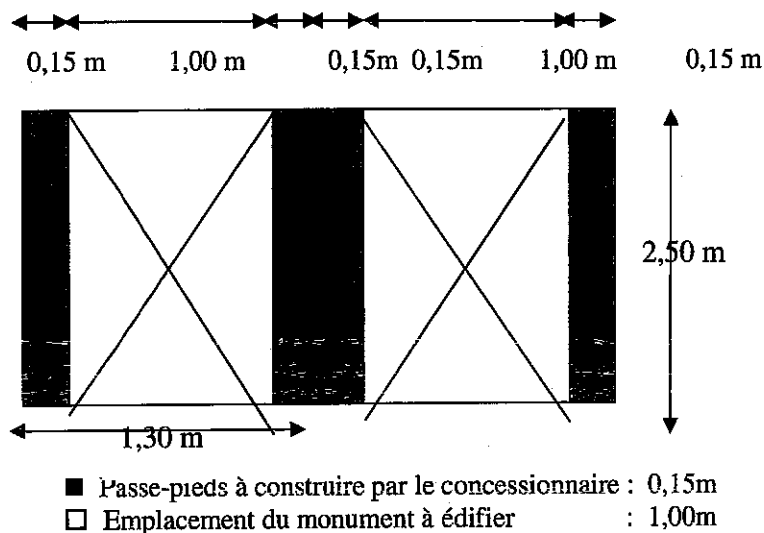 0,15 m 1,00 m 0,15m 0,15m 1,00 m 0,15 m
2,50 m
1,30 m
■ Passe-pieds à construire par le concessionnaire : 0,15m
□ Emplacement du monument à édifier : 1,00m